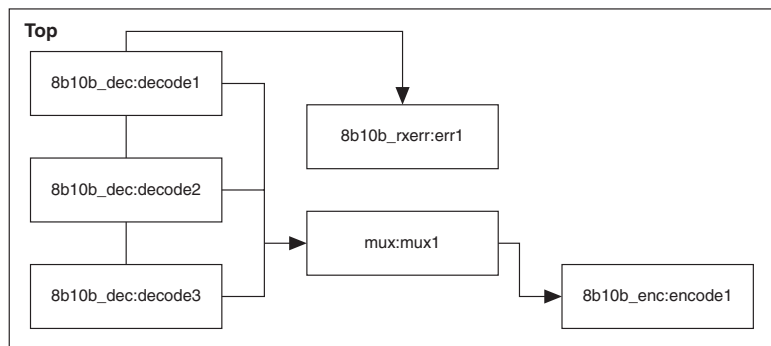 Top
8b10b_dec:decode1
8b10b_rxerr:err1
8b10b_dec:decode2
mux:mux1
8b10b_dec:decode3
8b10b_enc:encode1